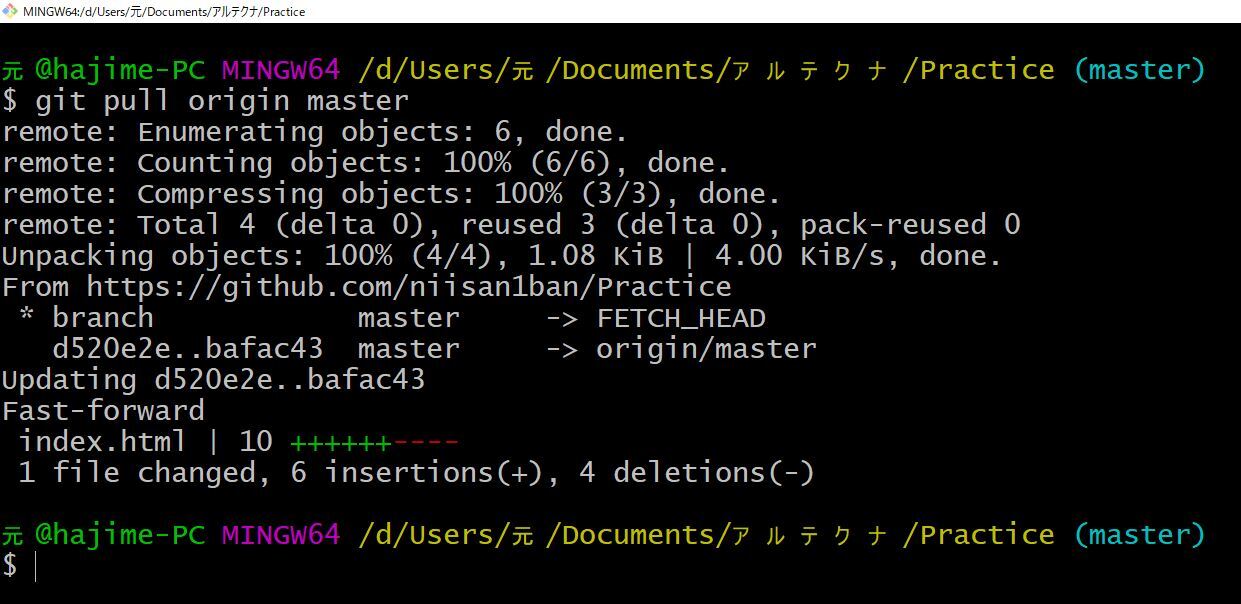 MINGW64:/d/Users/元/Documents/アルテクナ/Practice
元 @hajime-PC MINGW64 /d/Users/元 /Documents/ア ル テ ク ナ /Practice (master)
$ git pull origin master
remote: Enumerating objects: 6, done.
remote: Counting objects: 100% (6/6), done.
remote: Compressing objects: 100% (3/3), done.
remote: Total 4 (delta 0), reused 3 (delta 0), pack-reused 0
Unpacking objects: 100% (4/4), 1.08 KiB | 4.00 KiB/s, done.
From https://github.com/niisan1ban/Practice
 * branch            master     -> FETCH_HEAD
   d520e2e..bafac43  master     -> origin/master
Updating d520e2e..bafac43
Fast-forward
 index.html | 10 ++++++----
 1 file changed, 6 insertions(+), 4 deletions(-)
元 @hajime-PC MINGW64 /d/Users/元 /Documents/ア ル テ ク ナ /Practice (master)
$